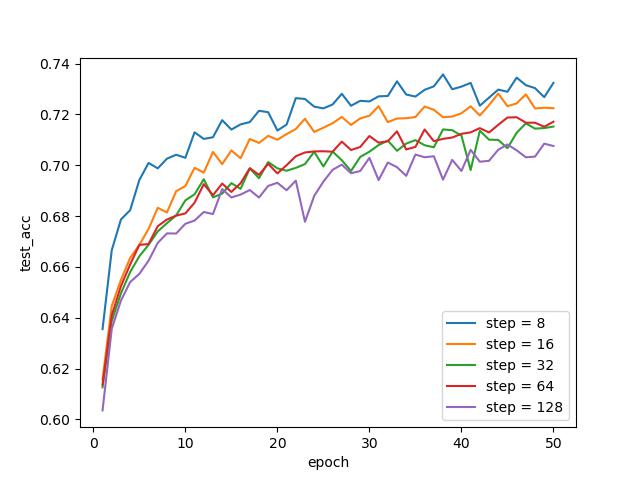 0.74
0.72
0.70
0.68
0.66
0.64
0.62
0.60
test_acc
0 10 20 30 40 50
epoch
step = 8
step = 16
step = 32
step = 64
step = 128